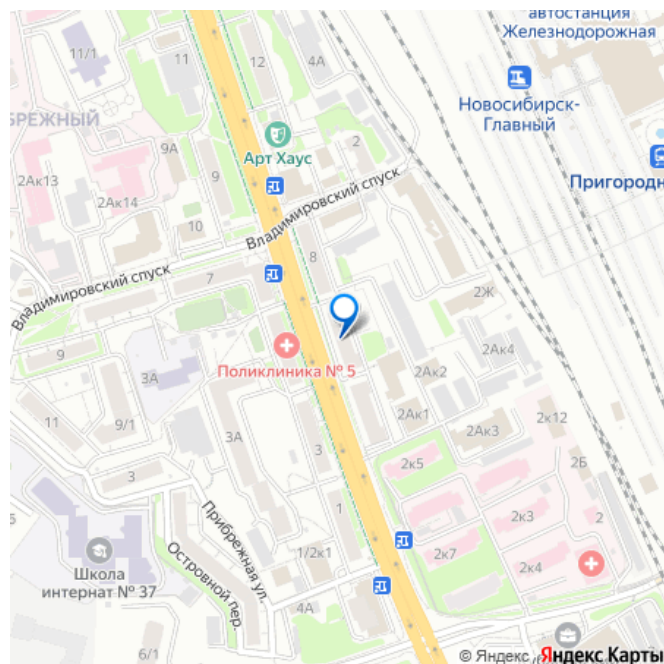 автостанция
Железнодорожная
11/1
11
12
4А
Новосибирск-
Главный
БРЕЖНЫЙ
Арт Хаус
9А
2
2Ак13
9
Пригородн
2Ак14
Владимировский спуск
10
8
Владимировский спуск
7
2Ж
9
Поликлиника № 5
2Ак4
3А
2Ак2
11
9/1
2Ак1
2к12
3А
2Ак3
3
2к5
2Б
3
1
2к3
2
Прибрежная ул.
Школа
интернат № 37
Островной пер.
1/2к1
2к7
2к4
4А
6/1
© Яндекс
Яндекс Карты